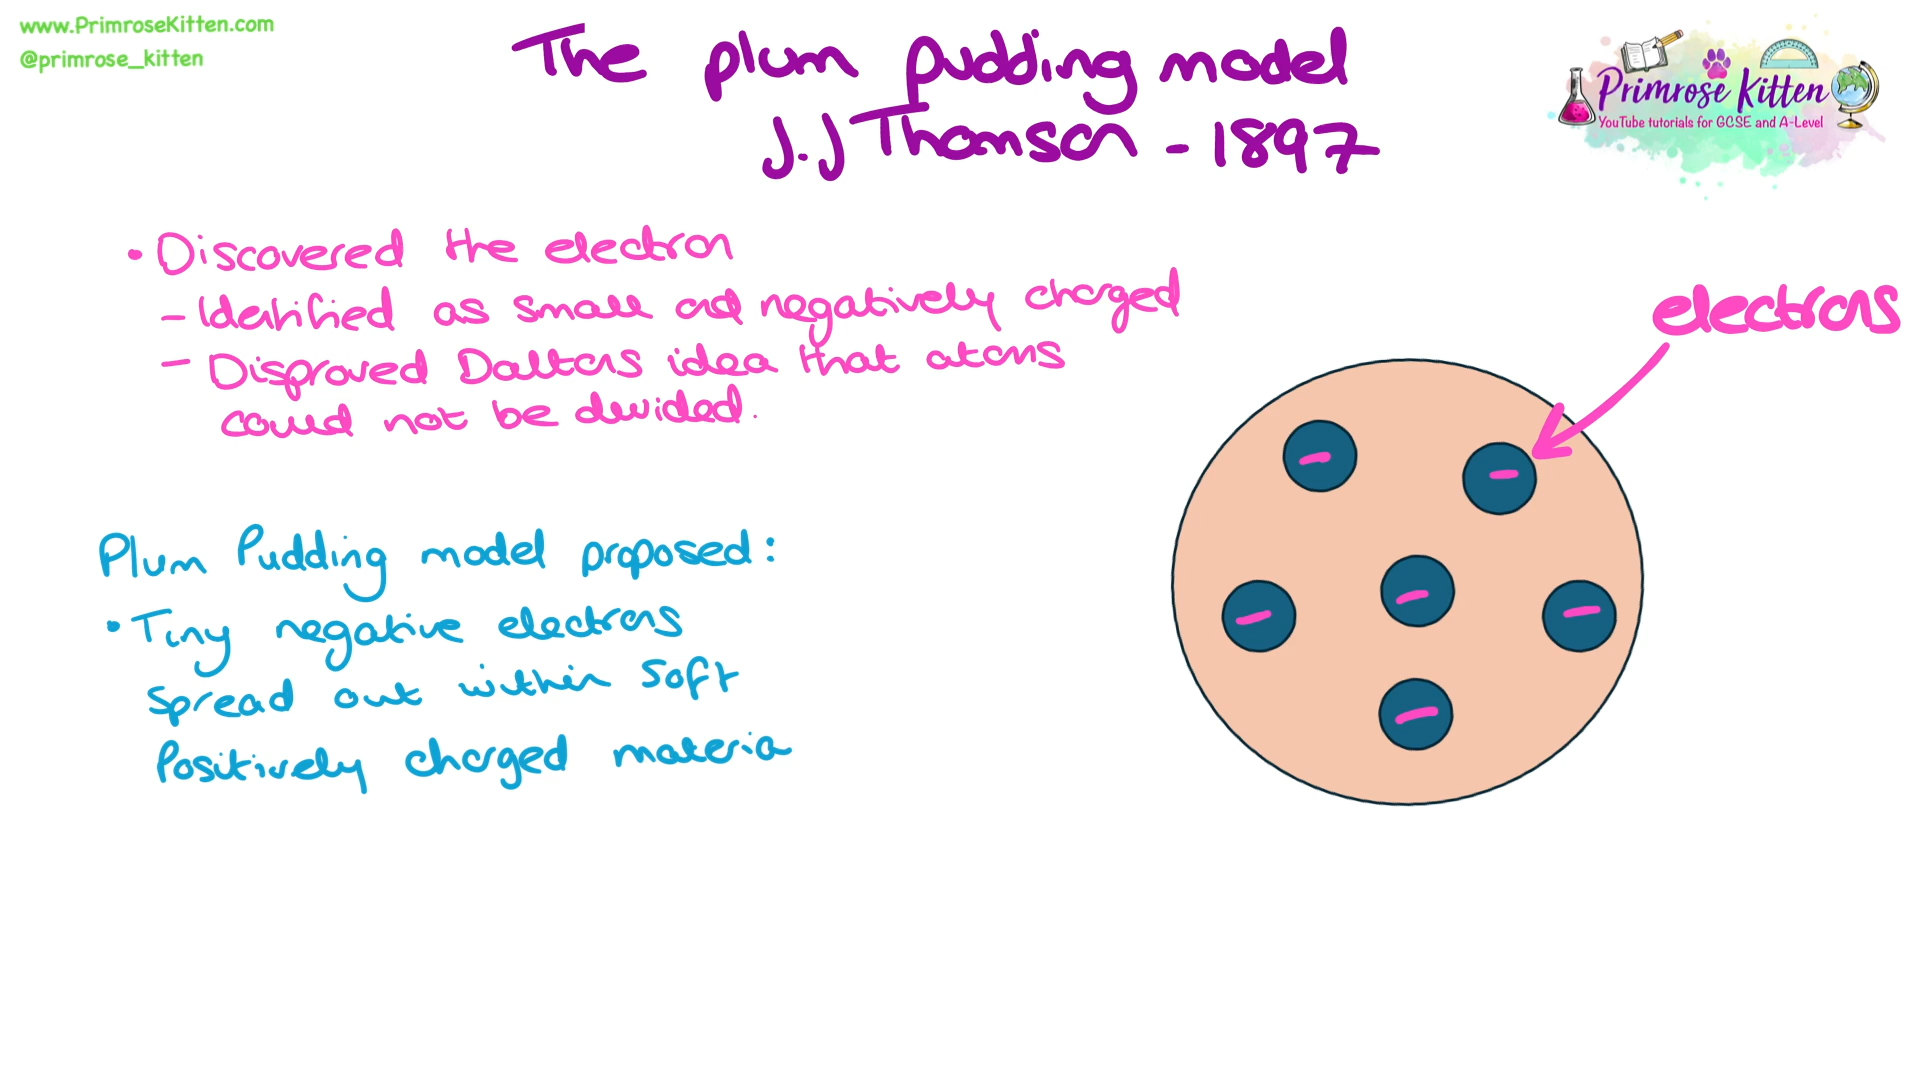 www.PrimroseKitten.com
@primrose_kitten
The plum pudding model
J.J Thomson - 1897
Primrose Kitten
YouTube tutorials for GCSE and A-Level
• Discovered the electron
- Identified as small and negatively charged
- Disproved Daltons idea that atoms
could not be divided.
electrons
Plum Pudding model proposed:
• Tiny negative electrons
spread out within soft
Positively charged materia